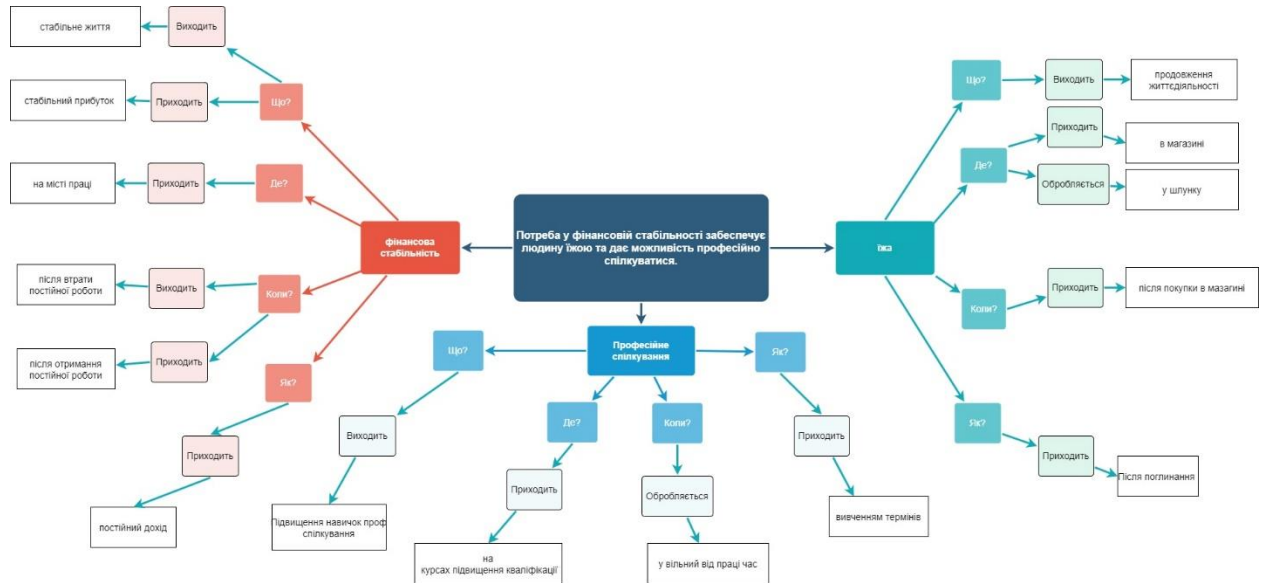 Потреба у фінансовій стабільності забеспечує
людину їжою та дає можливість професійно
спілкуватися.
фінансова
стабільність
Що?
Виходить
стабільне життя
Приходить
стабільний прибуток
Де?
Приходить
на місті праці
Коли?
Виходить
після втрати
постійної роботи
Приходить
після отримання
постійної роботи
Як?
Приходить
постійний дохід
Професійне
спілкування
Що?
Виходить
Підвищення навичок проф
спілкування
Де?
Приходить
на
курсах підвищення кваліфікації
Коли?
Обробляється
у вільний від праці час
Як?
Приходить
вивченням термінів
їжа
Що?
Виходить
продовження
життєдіяльності
Де?
Приходить
в магазині
Обробляється
у шлунку
Коли?
Приходить
після покупки в мазагині
Як?
Приходить
Після поглинання